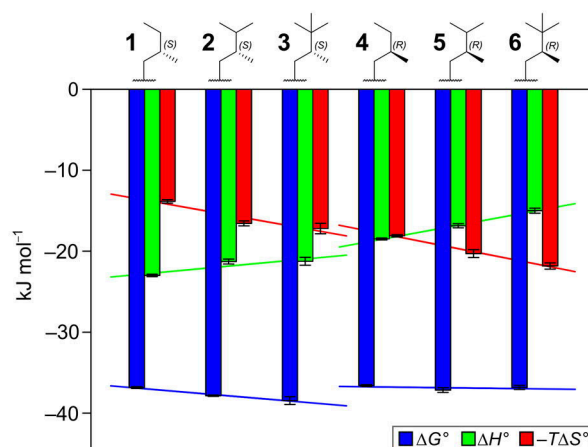 1 (S) 2 (S) 3 (S) 4 (R) 5 (R) 6 (R)
0
–10
–20
–30
–40
kJ mol⁻¹
ΔG° ΔH° –TΔS°